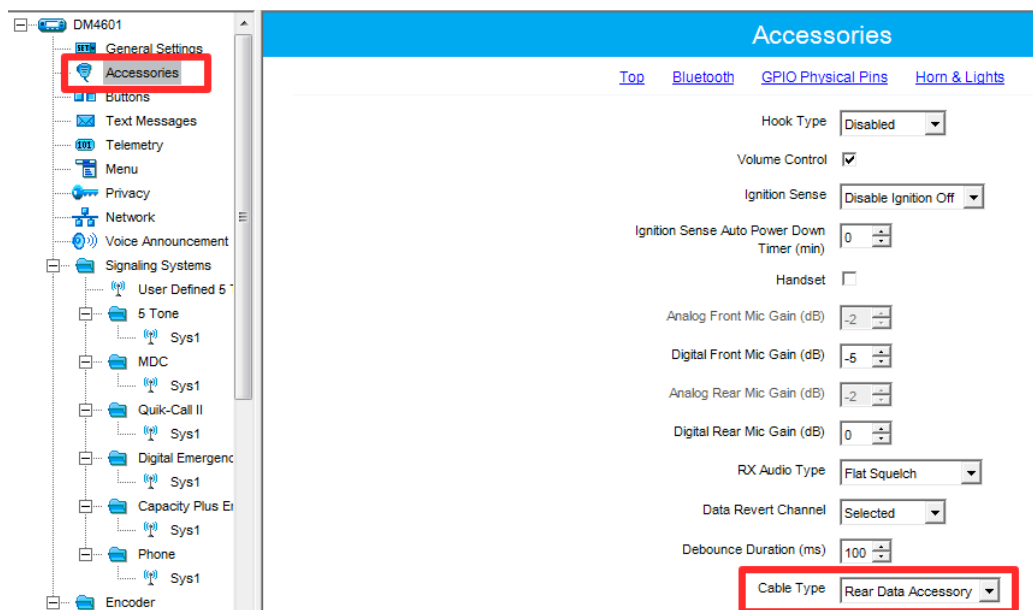 DM4601
General Settings
Accessories
Buttons
Text Messages
Telemetry
Menu
Privacy
Network
Voice Announcement
Signaling Systems
User Defined 5 T
5 Tone
Sys1
MDC
Sys1
Quik-Call II
Sys1
Digital Emergenc
Sys1
Capacity Plus Er
Sys1
Phone
Sys1
Encoder
Accessories
Top Bluetooth GPIO Physical Pins Horn & Lights
Hook Type Disabled
Volume Control
Ignition Sense Disable Ignition Off
Ignition Sense Auto Power Down
Timer (min) 0
Handset
Analog Front Mic Gain (dB) -2
Digital Front Mic Gain (dB) -5
Analog Rear Mic Gain (dB) -2
Digital Rear Mic Gain (dB) 0
RX Audio Type Flat Squelch
Data Revert Channel Selected
Debounce Duration (ms) 100
Cable Type Rear Data Accessory